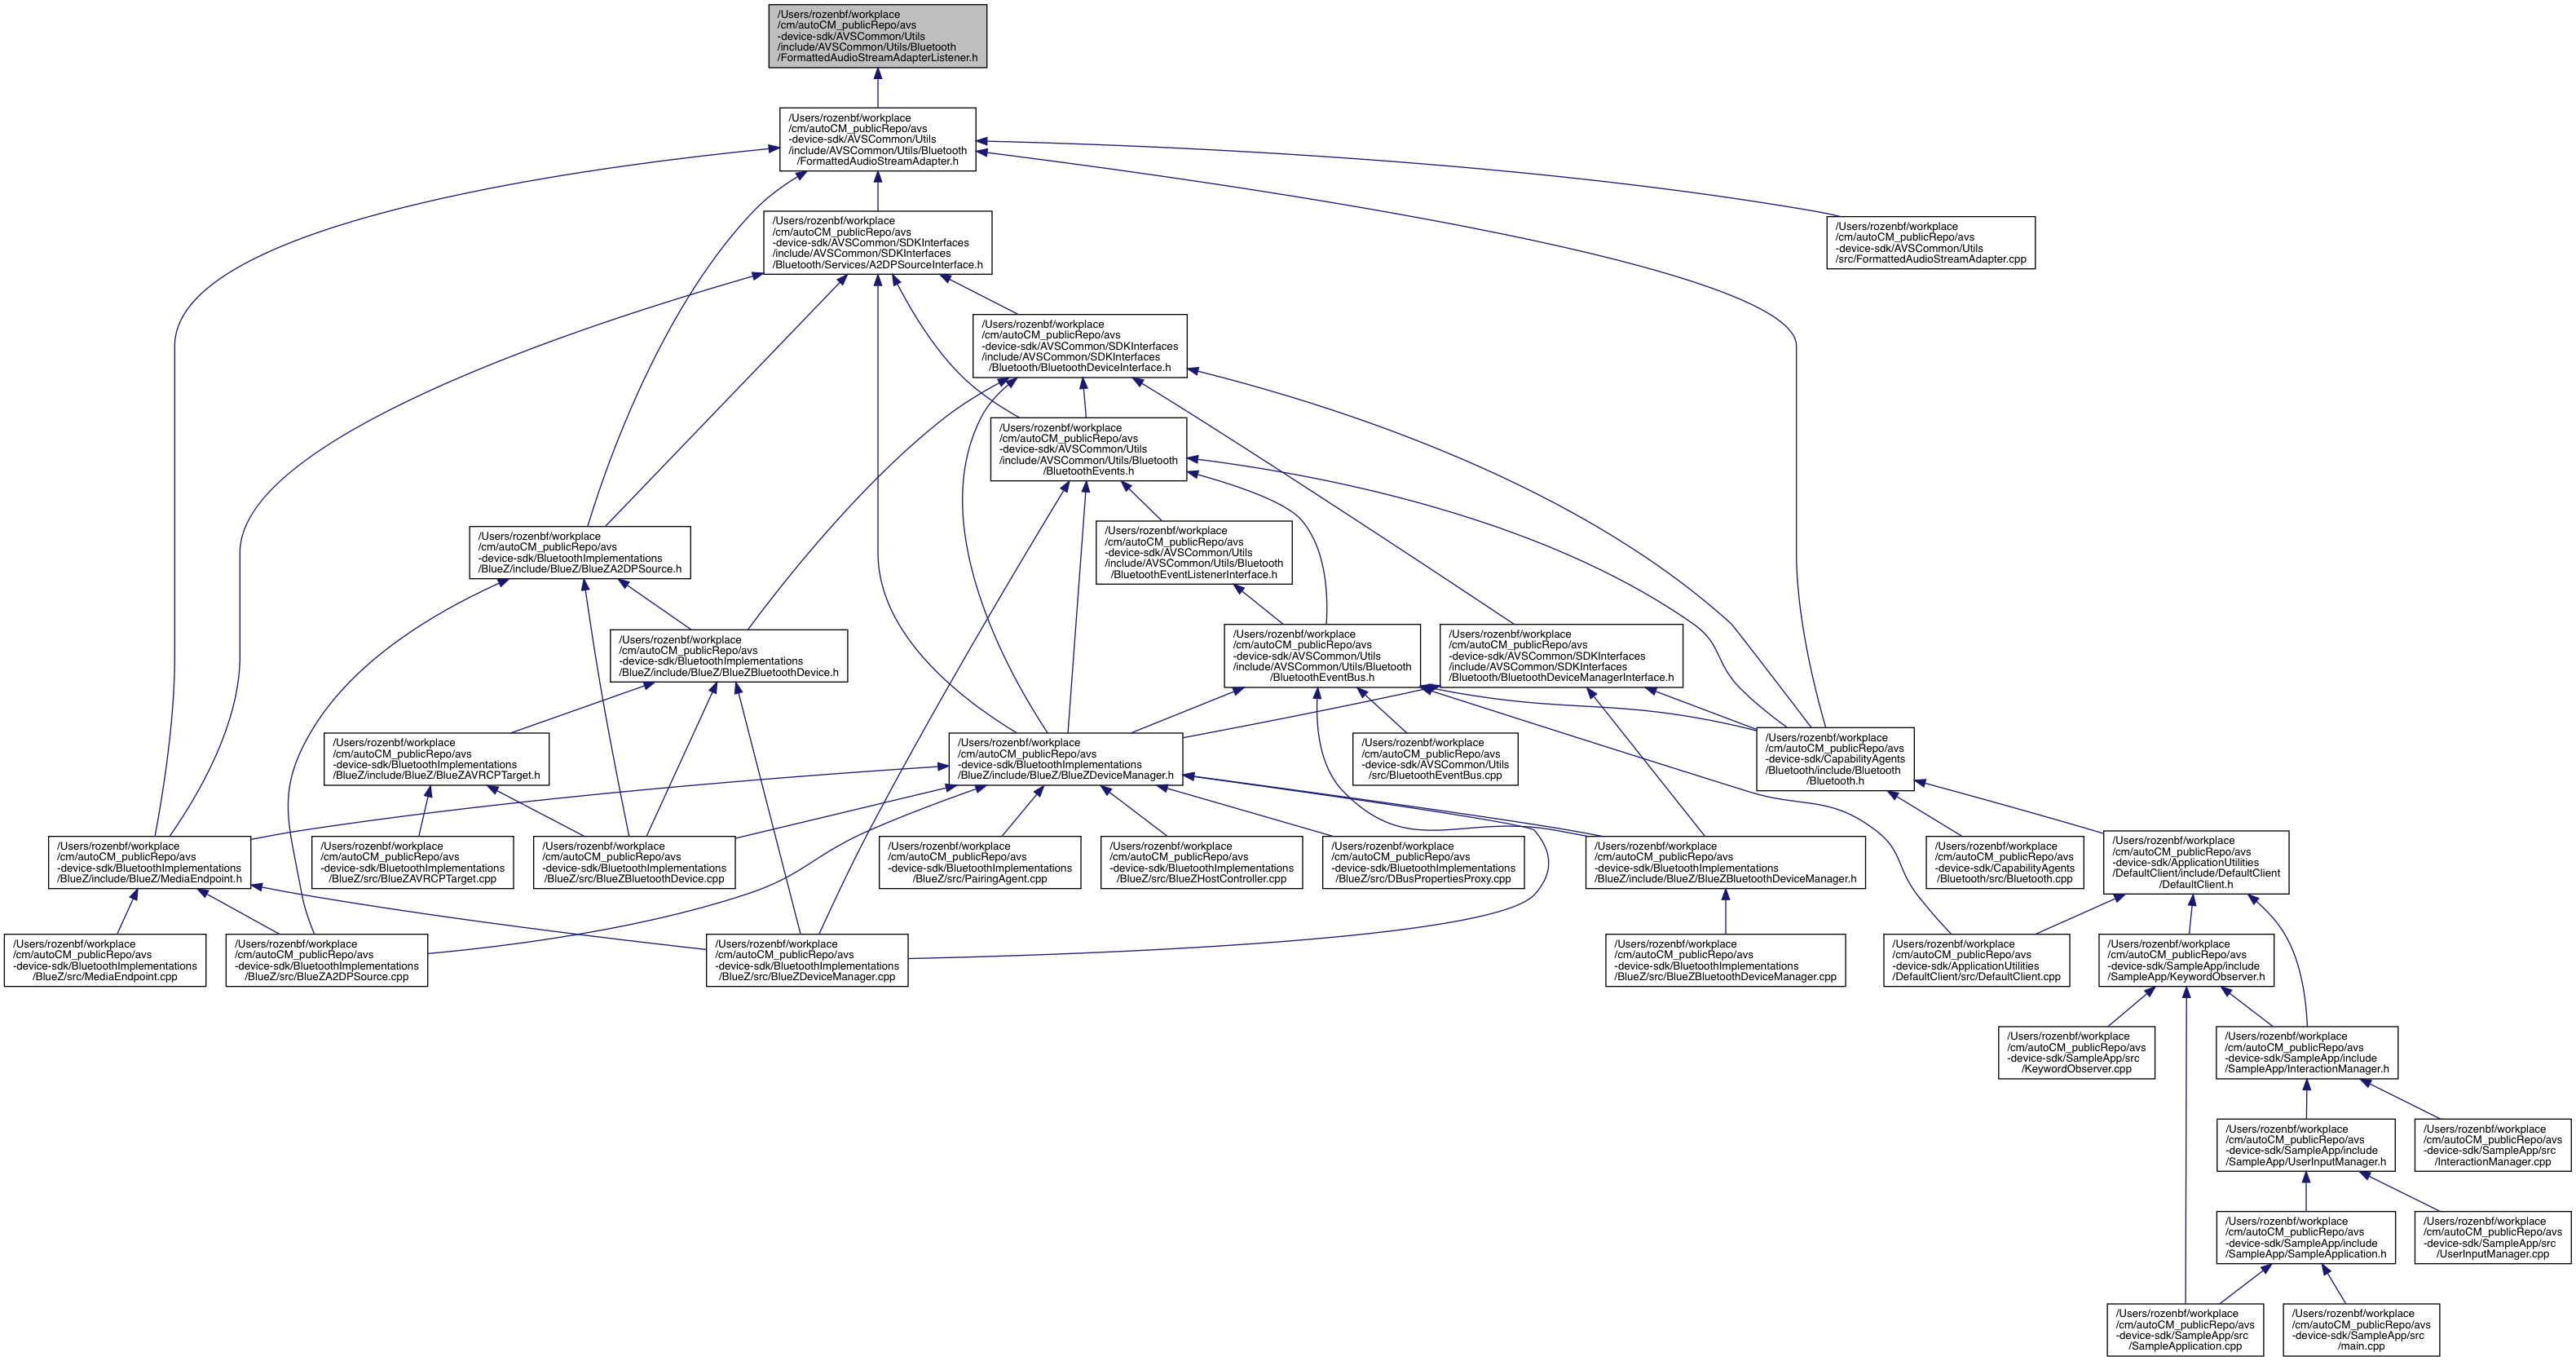 /Users/rozenbf/workplace
/cm/autoCM_publicRepo/avs
-device-sdk/AVSCommon/Utils
/include/AVSCommon/Utils/Bluetooth
/FormattedAudioStreamAdapterListener.h
/Users/rozenbf/workplace
/cm/autoCM_publicRepo/avs
-device-sdk/AVSCommon/Utils
/include/AVSCommon/Utils/Bluetooth
/FormattedAudioStreamAdapter.h
/Users/rozenbf/workplace
/cm/autoCM_publicRepo/avs
-device-sdk/AVSCommon/SDKInterfaces
/include/AVSCommon/SDKInterfaces
/Bluetooth/Services/A2DPSourceInterface.h
/Users/rozenbf/workplace
/cm/autoCM_publicRepo/avs
-device-sdk/AVSCommon/Utils
/src/FormattedAudioStreamAdapter.cpp
/Users/rozenbf/workplace
/cm/autoCM_publicRepo/avs
-device-sdk/AVSCommon/SDKInterfaces
/include/AVSCommon/SDKInterfaces
/Bluetooth/BluetoothDeviceInterface.h
/Users/rozenbf/workplace
/cm/autoCM_publicRepo/avs
-device-sdk/AVSCommon/Utils
/include/AVSCommon/Utils/Bluetooth
/BluetoothEvents.h
/Users/rozenbf/workplace
/cm/autoCM_publicRepo/avs
-device-sdk/BluetoothImplementations
/BlueZ/include/BlueZ/BlueZA2DPSource.h
/Users/rozenbf/workplace
/cm/autoCM_publicRepo/avs
-device-sdk/AVSCommon/Utils
/include/AVSCommon/Utils/Bluetooth
/BluetoothEventListenerInterface.h
/Users/rozenbf/workplace
/cm/autoCM_publicRepo/avs
-device-sdk/BluetoothImplementations
/BlueZ/include/BlueZ/BlueZBluetoothDevice.h
/Users/rozenbf/workplace
/cm/autoCM_publicRepo/avs
-device-sdk/AVSCommon/Utils
/include/AVSCommon/Utils/Bluetooth
/BluetoothEventBus.h
/Users/rozenbf/workplace
/cm/autoCM_publicRepo/avs
-device-sdk/AVSCommon/SDKInterfaces
/include/AVSCommon/SDKInterfaces
/Bluetooth/BluetoothDeviceManagerInterface.h
/Users/rozenbf/workplace
/cm/autoCM_publicRepo/avs
-device-sdk/BluetoothImplementations
/BlueZ/include/BlueZ/BlueZAVRCPTarget.h
/Users/rozenbf/workplace
/cm/autoCM_publicRepo/avs
-device-sdk/BluetoothImplementations
/BlueZ/include/BlueZ/BlueZDeviceManager.h
/Users/rozenbf/workplace
/cm/autoCM_publicRepo/avs
-device-sdk/AVSCommon/Utils
/src/BluetoothEventBus.cpp
/Users/rozenbf/workplace
/cm/autoCM_publicRepo/avs
-device-sdk/CapabilityAgents
/Bluetooth/include/Bluetooth
/Bluetooth.h
/Users/rozenbf/workplace
/cm/autoCM_publicRepo/avs
-device-sdk/BluetoothImplementations
/BlueZ/include/BlueZ/MediaEndpoint.h
/Users/rozenbf/workplace
/cm/autoCM_publicRepo/avs
-device-sdk/BluetoothImplementations
/BlueZ/src/BlueZAVRCPTarget.cpp
/Users/rozenbf/workplace
/cm/autoCM_publicRepo/avs
-device-sdk/BluetoothImplementations
/BlueZ/src/BlueZBluetoothDevice.cpp
/Users/rozenbf/workplace
/cm/autoCM_publicRepo/avs
-device-sdk/BluetoothImplementations
/BlueZ/src/PairingAgent.cpp
/Users/rozenbf/workplace
/cm/autoCM_publicRepo/avs
-device-sdk/BluetoothImplementations
/BlueZ/src/BlueZHostController.cpp
/Users/rozenbf/workplace
/cm/autoCM_publicRepo/avs
-device-sdk/BluetoothImplementations
/BlueZ/src/DBusPropertiesProxy.cpp
/Users/rozenbf/workplace
/cm/autoCM_publicRepo/avs
-device-sdk/BluetoothImplementations
/BlueZ/include/BlueZ/BlueZBluetoothDeviceManager.h
/Users/rozenbf/workplace
/cm/autoCM_publicRepo/avs
-device-sdk/CapabilityAgents
/Bluetooth/src/Bluetooth.cpp
/Users/rozenbf/workplace
/cm/autoCM_publicRepo/avs
-device-sdk/ApplicationUtilities
/DefaultClient/include/DefaultClient
/DefaultClient.h
/Users/rozenbf/workplace
/cm/autoCM_publicRepo/avs
-device-sdk/BluetoothImplementations
/BlueZ/src/MediaEndpoint.cpp
/Users/rozenbf/workplace
/cm/autoCM_publicRepo/avs
-device-sdk/BluetoothImplementations
/BlueZ/src/BlueZA2DPSource.cpp
/Users/rozenbf/workplace
/cm/autoCM_publicRepo/avs
-device-sdk/BluetoothImplementations
/BlueZ/src/BlueZDeviceManager.cpp
/Users/rozenbf/workplace
/cm/autoCM_publicRepo/avs
-device-sdk/BluetoothImplementations
/BlueZ/src/BlueZBluetoothDeviceManager.cpp
/Users/rozenbf/workplace
/cm/autoCM_publicRepo/avs
-device-sdk/ApplicationUtilities
/DefaultClient/src/DefaultClient.cpp
/Users/rozenbf/workplace
/cm/autoCM_publicRepo/avs
-device-sdk/SampleApp/include
/SampleApp/KeywordObserver.h
/Users/rozenbf/workplace
/cm/autoCM_publicRepo/avs
-device-sdk/SampleApp/src
/KeywordObserver.cpp
/Users/rozenbf/workplace
/cm/autoCM_publicRepo/avs
-device-sdk/SampleApp/include
/SampleApp/InteractionManager.h
/Users/rozenbf/workplace
/cm/autoCM_publicRepo/avs
-device-sdk/SampleApp/include
/SampleApp/UserInputManager.h
/Users/rozenbf/workplace
/cm/autoCM_publicRepo/avs
-device-sdk/SampleApp/src
/InteractionManager.cpp
/Users/rozenbf/workplace
/cm/autoCM_publicRepo/avs
-device-sdk/SampleApp/include
/SampleApp/SampleApplication.h
/Users/rozenbf/workplace
/cm/autoCM_publicRepo/avs
-device-sdk/SampleApp/src
/UserInputManager.cpp
/Users/rozenbf/workplace
/cm/autoCM_publicRepo/avs
-device-sdk/SampleApp/src
/SampleApplication.cpp
/Users/rozenbf/workplace
/cm/autoCM_publicRepo/avs
-device-sdk/SampleApp/src
/main.cpp